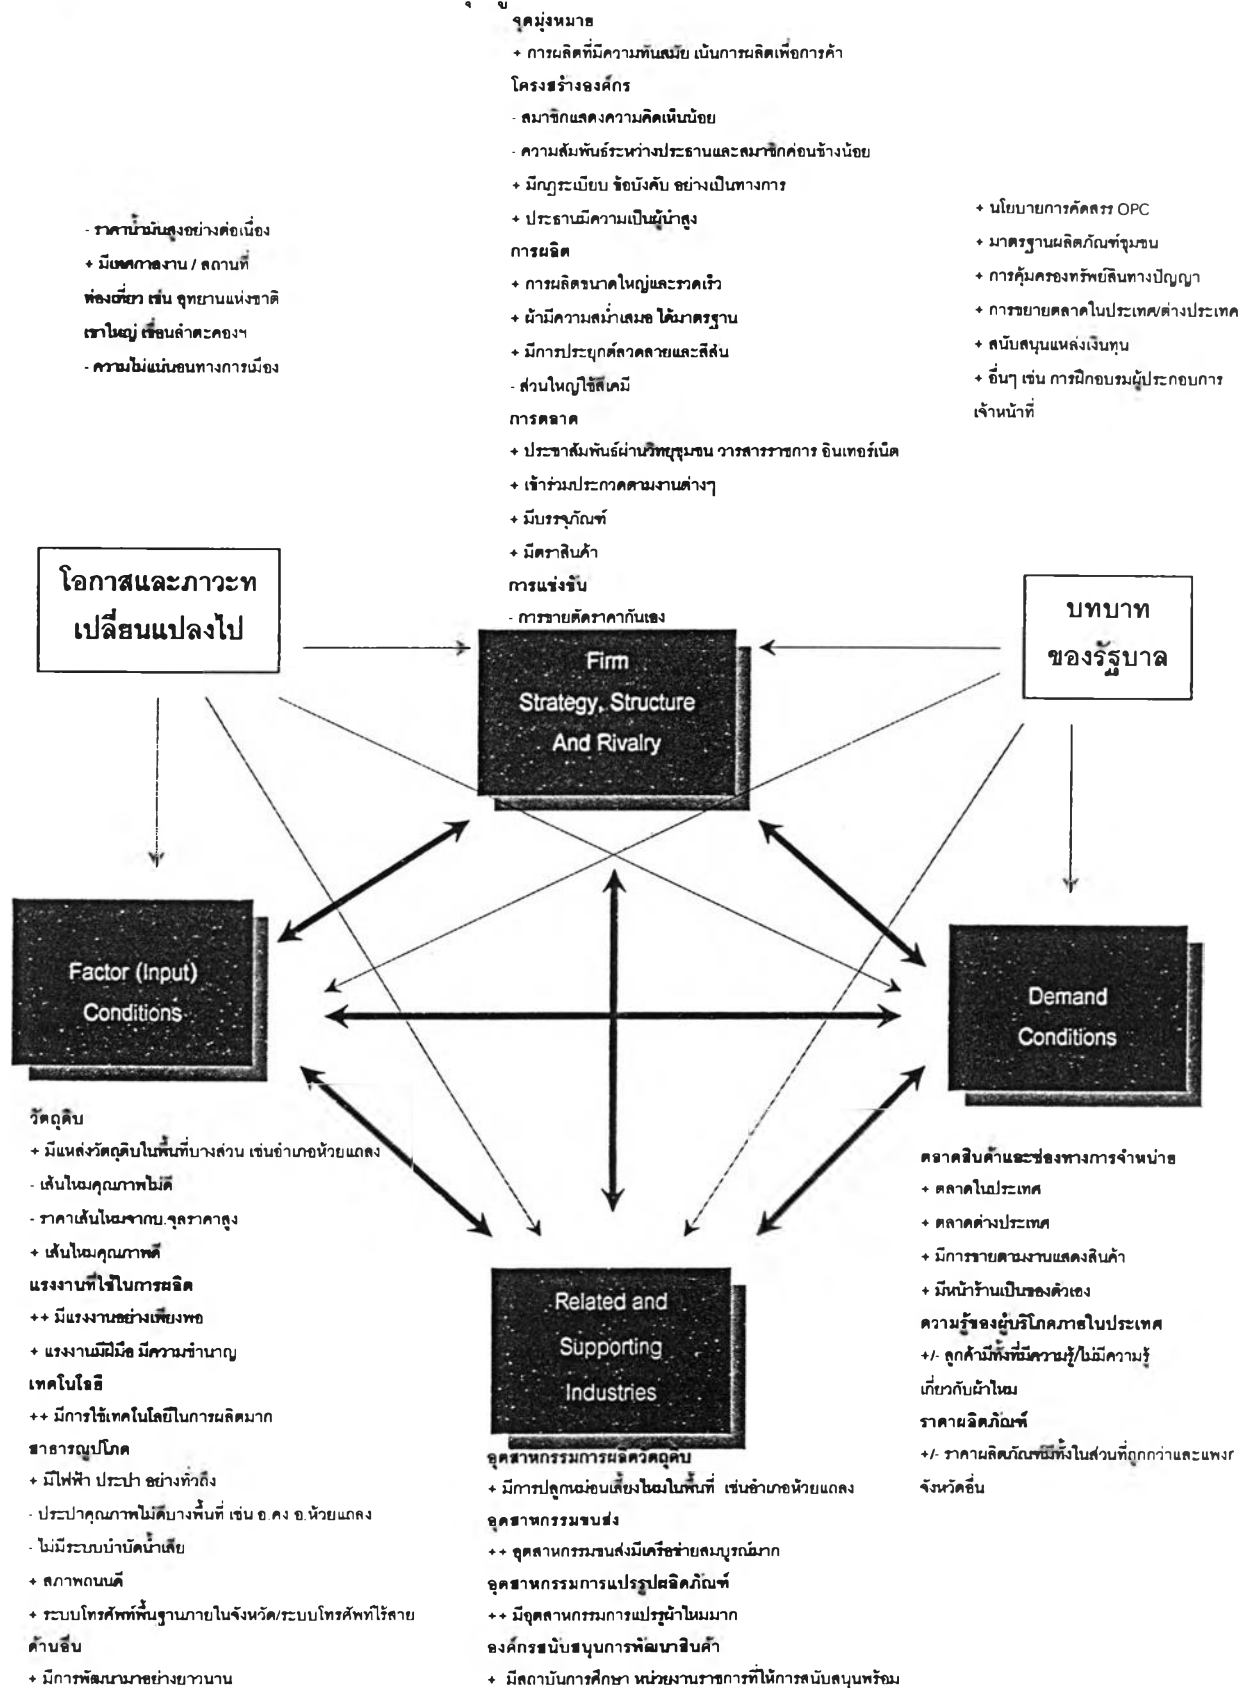 จุดมุ่งหมาย
+ การผลิตที่มีความทันสมัย เน้นการผลิตเพื่อการค้า
โครงสร้างองค์กร
- สมาชิกแสดงความคิดเห็นน้อย
- ความสัมพันธ์ระหว่างประธานและสมาชิกค่อนข้างน้อย
+ มีกฎระเบียบ ข้อบังคับ อย่างเป็นทางการ
+ ประธานมีความเป็นผู้นำสูง
การผลิต
+ การผลิตขนาดใหญ่และรวดเร็ว
+ ผ้ามีความสม่ำเสมอ ได้มาตรฐาน
+ มีการประยุกต์ลวดลายและสีสัน
- ส่วนใหญ่ใช้สีเคมี
การตลาด
+ ประชาสัมพันธ์ผ่านวิทยุชุมชน วารสารราชการ อินเทอร์เน็ต
+ เข้าร่วมประกวดตามงานต่างๆ
+ มีบรรจุภัณฑ์
+ มีตราสินค้า
การแข่งขัน
- การขายตัดราคากันเอง
- ราคาน้ำมันสูงอย่างต่อเนื่อง
+ มีเทศกาลงาน / สถานที่
ท่องเที่ยว เช่น อุทยานแห่งชาติ
เขาใหญ่ เขื่อนลำตะคองฯ
- ความไม่แน่นอนทางการเมือง
+ นโยบายการคัดสรร OPC
+ มาตรฐานผลิตภัณฑ์ชุมชน
+ การคุ้มครองทรัพย์สินทางปัญญา
+ การขยายตลาดในประเทศ/ต่างประเทศ
+ สนับสนุนแหล่งเงินทุน
+ อื่นๆ เช่น การฝึกอบรมผู้ประกอบการ
เจ้าหน้าที่
โอกาสและภาวะท
เปลี่ยนแปลงไป
บทบาท
ของรัฐบาล
Firm
Strategy, Structure
And Rivalry
Factor (Input)
Conditions
Demand
Conditions
Related and
Supporting
Industries
วัตถุดิบ
+ มีแหล่งวัตถุดิบในพื้นที่บางส่วน เช่นอำเภอห้วยแถลง
- เส้นไหมคุณภาพไม่ดี
- ราคาเส้นไหมจากบ.จุลราคาสูง
+ เส้นไหมคุณภาพดี
แรงงานที่ใช้ในการผลิต
++ มีแรงงานอย่างเพียงพอ
+ แรงงานมีฝีมือ มีความชำนาญ
เทคโนโลยี
++ มีการใช้เทคโนโลยีในการผลิตมาก
สาธารณูปโภค
+ มีไฟฟ้า ประปา อย่างทั่วถึง
- ประปาคุณภาพไม่ดีบางพื้นที่ เช่น อ.คง อ.ห้วยแถลง
- ไม่มีระบบบำบัดน้ำเสีย
+ สภาพถนนดี
+ ระบบโทรศัพท์พื้นฐานภายในจังหวัด/ระบบโทรศัพท์ไร้สาย
ด้านอื่น
+ มีการพัฒนามาอย่างยาวนาน
ตลาดสินค้าและช่องทางการจำหน่าย
+ ตลาดในประเทศ
+ ตลาดต่างประเทศ
+ มีการขายตามงานแสดงสินค้า
+ มีหน้าร้านเป็นของตัวเอง
ความรู้ของผู้บริโภคภายในประเทศ
+/- ลูกค้ามีทั้งที่มีความรู้/ไม่มีความรู้
เกี่ยวกับผ้าไหม
ราคาผลิตภัณฑ์
+/- ราคาผลิตภัณฑ์มีทั้งในส่วนที่ถูกกว่าและแพงก
จังหวัดอื่น
อุตสาหกรรมการผลิตวัตถุดิบ
+ มีการปลูกหม่อนเลี้ยงไหมในพื้นที่ เช่นอำเภอห้วยแถลง
อุตสาหกรรมขนส่ง
++ อุตสาหกรรมขนส่งมีเครือข่ายสมบูรณ์มาก
อุตสาหกรรมการแปรรูปผลิตภัณฑ์
++ มีอุตสาหกรรมการแปรรูผ้าไหมมาก
องค์กรสนับสนุนการพัฒนาสินค้า
+ มีสถาบันการศึกษา หน่วยงานราชการที่ให้การสนับสนุนพร้อม